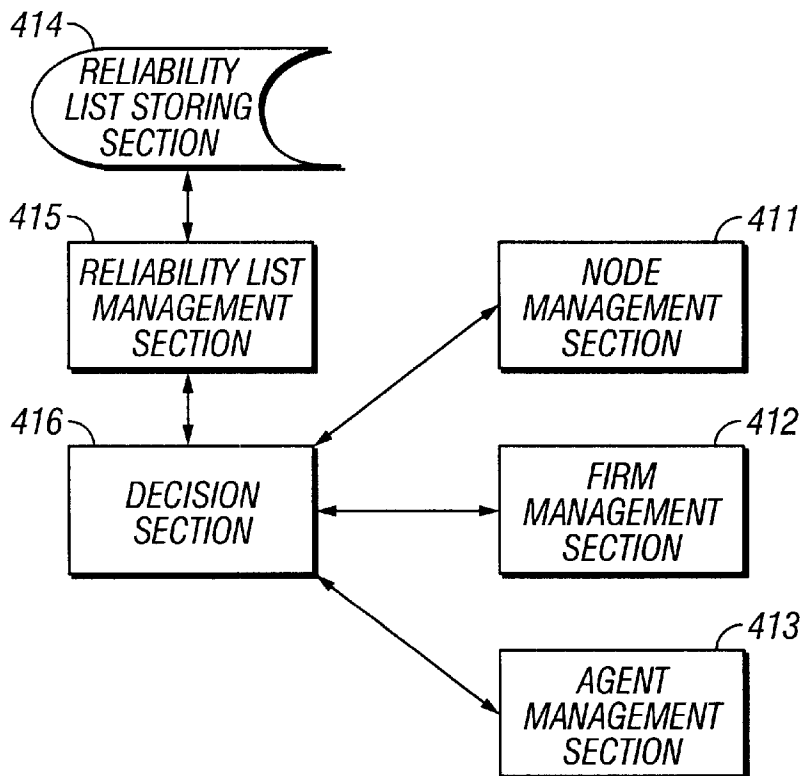 414
RELIABILITY
LIST STORING
SECTION
415
RELIABILITY LIST
MANAGEMENT
SECTION
411
NODE
MANAGEMENT
SECTION
416
DECISION
SECTION
412
FIRM
MANAGEMENT
SECTION
413
AGENT
MANAGEMENT
SECTION